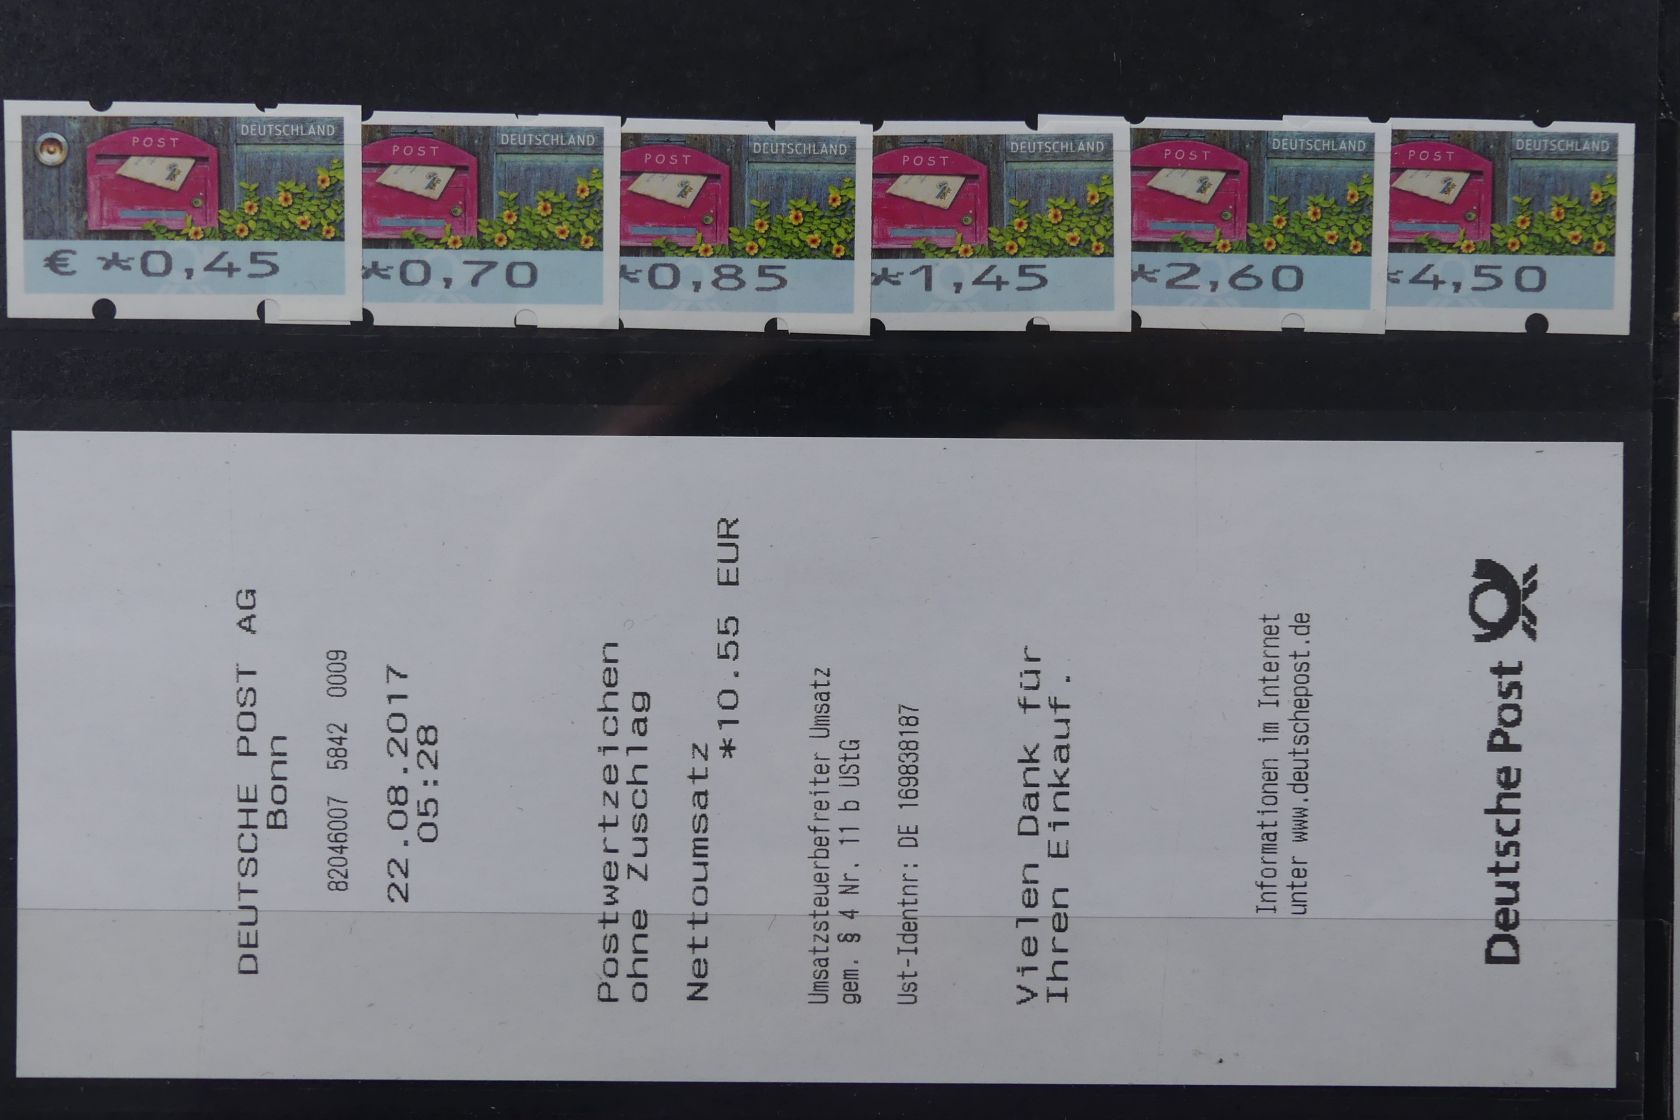 POST
DEUTSCHLAND
€ *0,45
POST
DEUTSCHLAND
*0,70
POST
DEUTSCHLAND
*0,85
POST
DEUTSCHLAND
*1,45
POST
DEUTSCHLAND
*2,60
POST
DEUTSCHLAND
*4,50
DEUTSCHE POST AG
Bonn
82046007 5842 0009
22.08.2017
05:28
Postwertzeichen
ohne Zuschlag
Nettoumsatz
*10.55 EUR
Umsatzsteuerbefreiter Umsatz
gem. § 4 Nr. 11 b UStG
Ust-Identnr: DE 169838187
Vielen Dank für
Ihren Einkauf.
Informationen im Internet
unter www.deutschepost.de
Deutsche Post